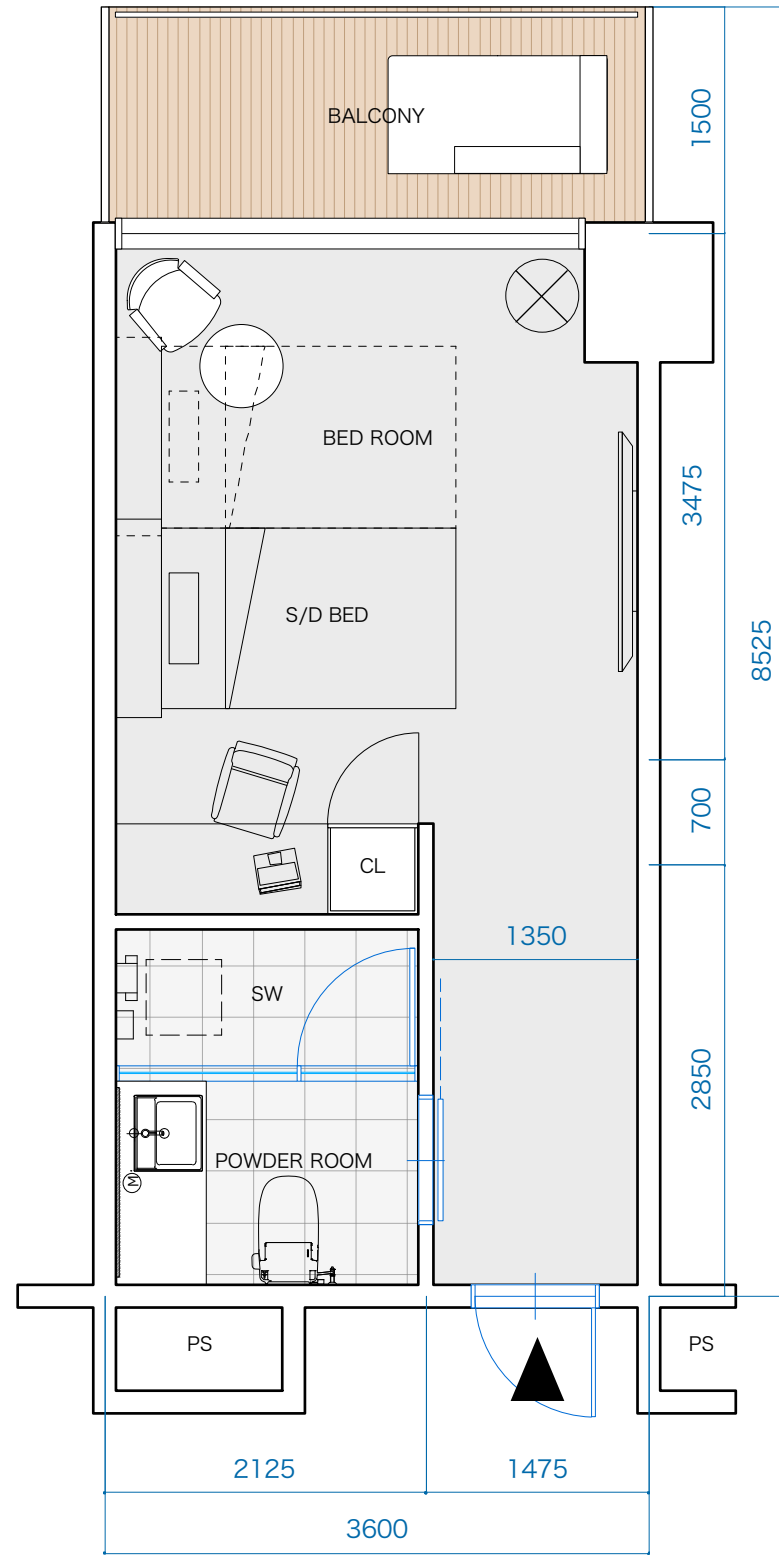 BALCONY
1500
BED ROOM
3475
S/D BED
8525
700
CL
1350
SW
2850
POWDER ROOM
M
PS
PS
2125
1475
3600